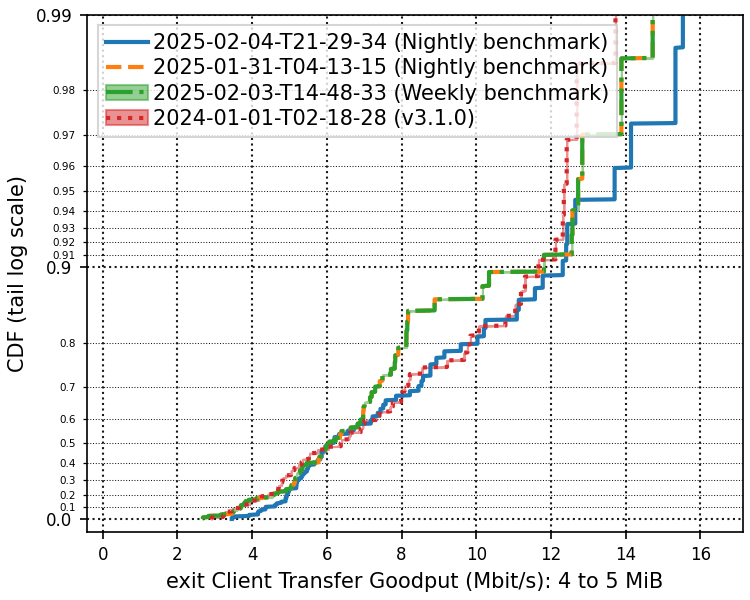 0.99
2025-02-04-T21-29-34 (Nightly benchmark)
2025-01-31-T04-13-15 (Nightly benchmark)
2025-02-03-T14-48-33 (Weekly benchmark)
2024-01-01-T02-18-28 (v3.1.0)
0.98
0.97
0.96
0.95
0.94
0.93
0.92
0.91
0.9
0.8
0.7
0.6
0.5
0.4
0.3
0.2
0.1
0.0
CDF (tail log scale)
0 2 4 6 8 10 12 14 16
exit Client Transfer Goodput (Mbit/s): 4 to 5 MiB